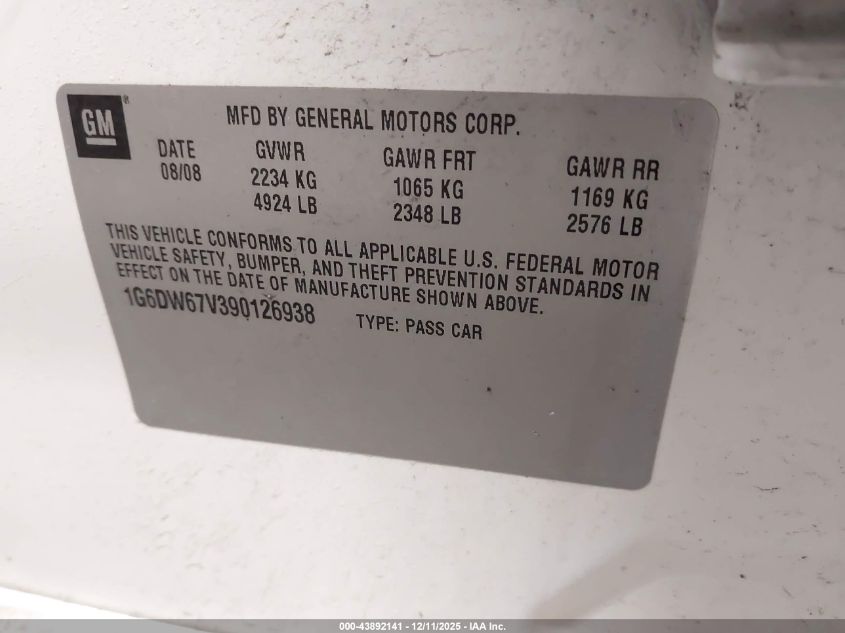 GM
MFD BY GENERAL MOTORS CORP.
DATE GVWR GAWR FRT GAWR RR
08/08 2234 KG 1065 KG 1169 KG
4924 LB 2348 LB 2576 LB
THIS VEHICLE CONFORMS TO ALL APPLICABLE U.S. FEDERAL MOTOR
VEHICLE SAFETY, BUMPER, AND THEFT PREVENTION STANDARDS IN
EFFECT ON THE DATE OF MANUFACTURE SHOWN ABOVE.
1G6DW67V390126938 TYPE: PASS CAR
000-43892141 - 12/11/2025 - IAA Inc.